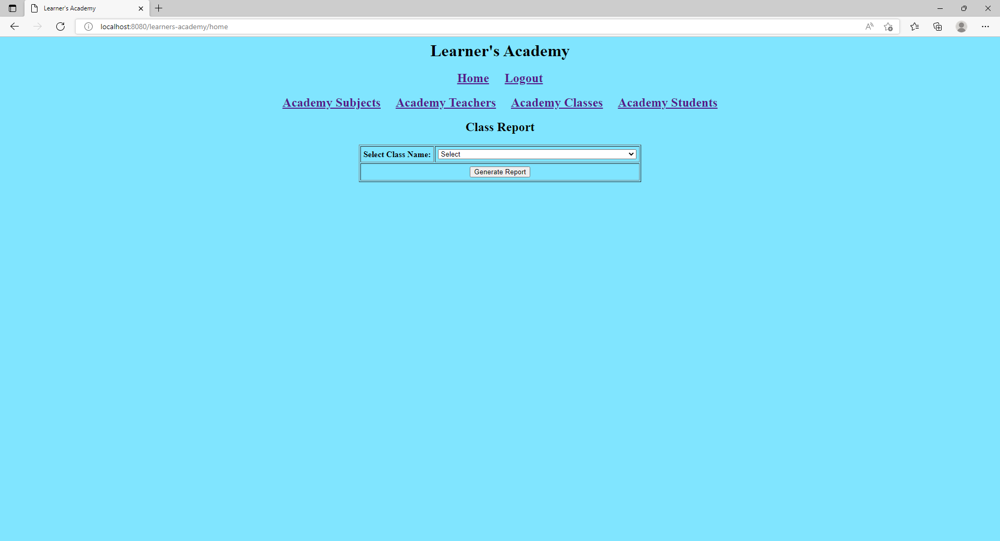 Learner's Academy
localhost:8080/learners-academy/home
Learner's Academy
Home Logout
Academy Subjects Academy Teachers Academy Classes Academy Students
Class Report
Select Class Name: Select
Generate Report